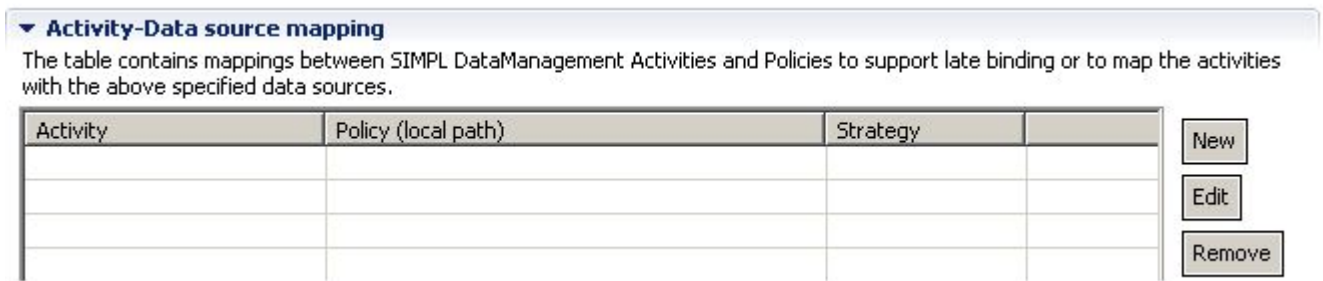 Activity-Data source mapping
The table contains mappings between SIMPL DataManagement Activities and Policies to support late binding or to map the activities
with the above specified data sources.
Activity Policy (local path) Strategy
New
Edit
Remove